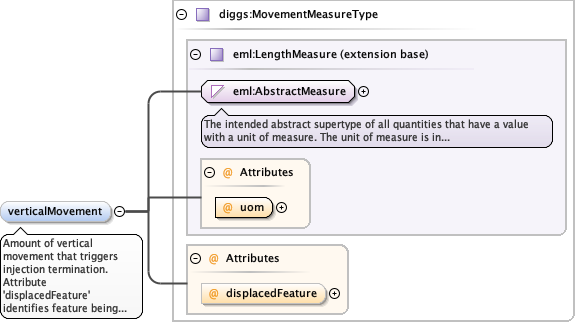 diggs:MovementMeasureType
eml:LengthMeasure (extension base)
eml:AbstractMeasure
The intended abstract supertype of all quantities that have a value
with a unit of measure. The unit of measure is in...
@ Attributes
@ uom
verticalMovement
Amount of vertical
movement that triggers
injection termination.
Attribute
'displacedFeature'
identifies feature being...
@ Attributes
@ displacedFeature